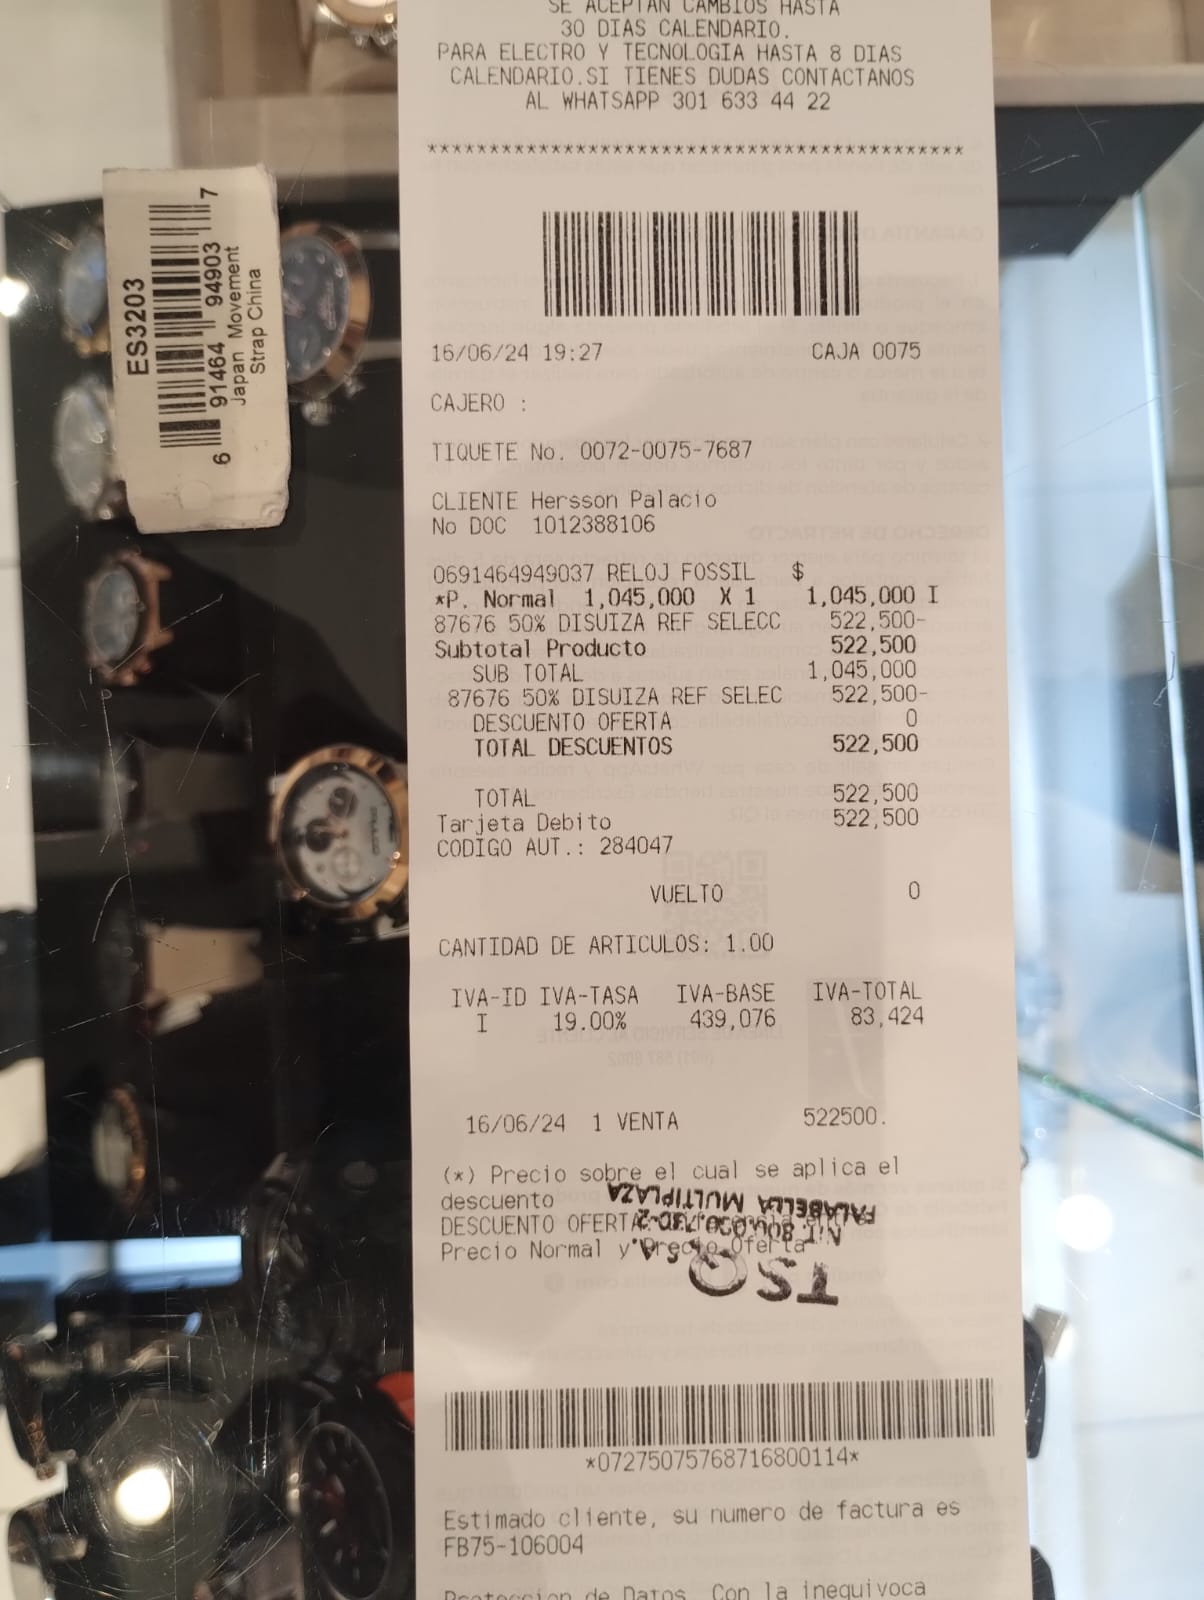 SE ACEPTAN CAMBIOS HASTA
30 DIAS CALENDARIO.
PARA ELECTRO Y TECNOLOGIA HASTA 8 DIAS
CALENDARIO.SI TIENES DUDAS CONTACTANOS
AL WHATSAPP 301 633 44 22
********************************************
16/06/24 19:27 CAJA 0075
CAJERO :
TIQUETE No. 0072-0075-7687
CLIENTE Hersson Palacio
No DOC 1012388106
0691464949037 RELOJ FOSSIL $
*P. Normal 1,045,000 X 1 1,045,000 I
87676 50% DISUIZA REF SELECC 522,500-
Subtotal Producto 522,500
SUB TOTAL 1,045,000
87676 50% DISUIZA REF SELEC 522,500-
DESCUENTO OFERTA 0
TOTAL DESCUENTOS 522,500
TOTAL 522,500
Tarjeta Debito 522,500
CODIGO AUT.: 284047
VUELTO 0
CANTIDAD DE ARTICULOS: 1.00
IVA-ID IVA-TASA IVA-BASE IVA-TOTAL
I 19.00% 439,076 83,424
16/06/24 1 VENTA 522500.
(*) Precio sobre el cual se aplica el
descuento
DESCUENTO OFERTA:
Precio Normal y Precio Oferta
FALABELLA MULTIPLAZA
*07275075768716800114*
Estimado cliente, su numero de factura es
FB75-106004
Proteccion de Datos. Con la inequivoca
ES3203
6 91464 94903 7
Japan Movement
Strap China